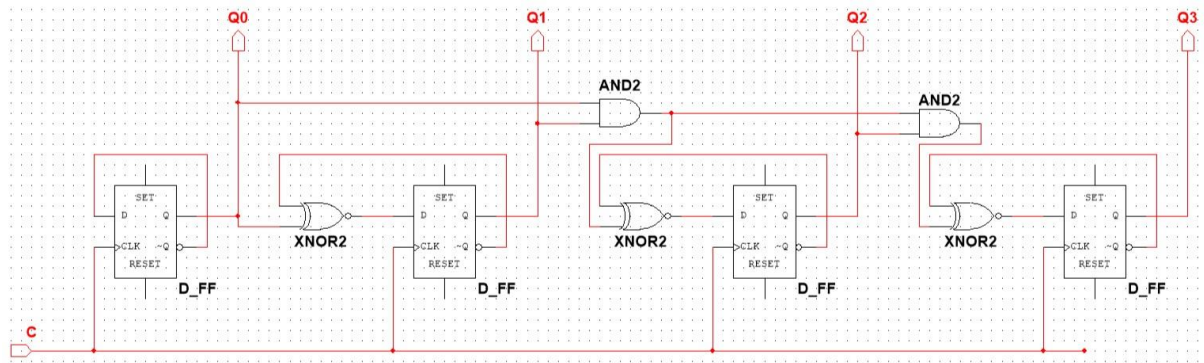 Q0 Q1 Q2 Q3
AND2 AND2
SET SET SET SET
D Q D Q D Q D Q
XNOR2 XNOR2 XNOR2
CLK ~Q CLK ~Q CLK ~Q CLK ~Q
RESET RESET RESET RESET
D_FF D_FF D_FF D_FF
C